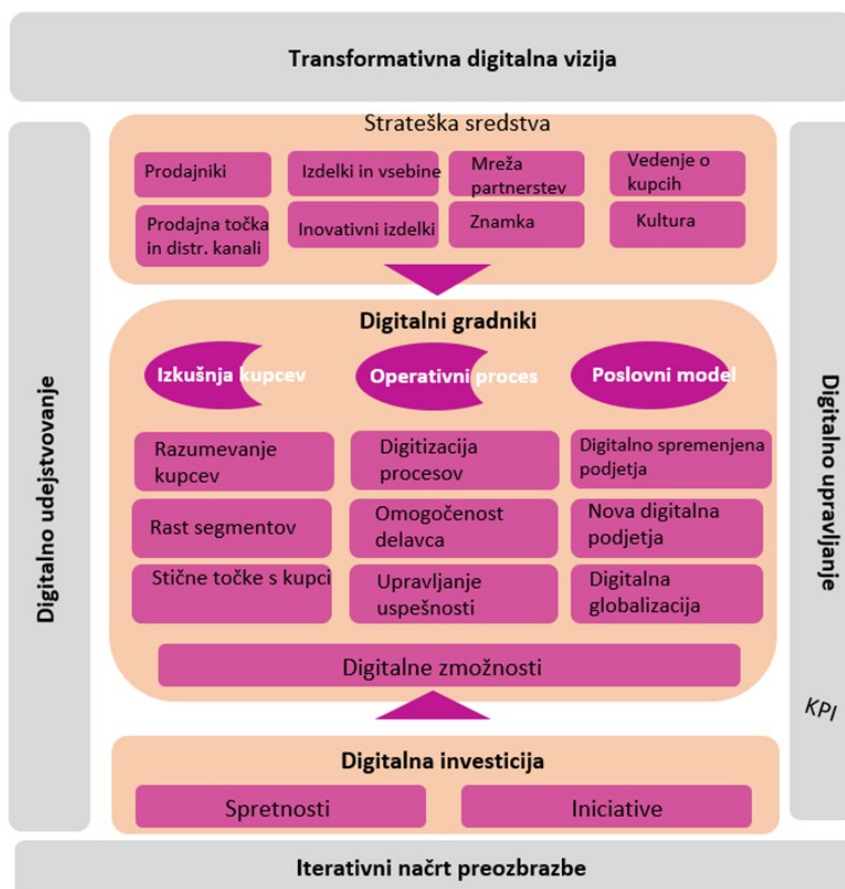 Transformativna digitalna vizija
Strateška sredstva
Prodajniki
Izdelki in vsebine
Mreža
partnerstev
Vedenje o
kupcih
Prodajna točka
in distr. kanali
Inovativni izdelki
Znamka
Kultura
Digitalno udejstvovanje
Digitalni gradniki
Izkušnja kupcev
Operativni proces
Poslovni model
Razumevanje
kupcev
Digitizacija
procesov
Digitalno spremenjena
podjetja
Rast segmentov
Omogočenost
delavca
Nova digitalna
podjetja
Stične točke s kupci
Upravljanje
uspešnosti
Digitalna
globalizacija
Digitalne zmožnosti
Digitalno upravljanje
KPI
Digitalna investicija
Spretnosti
Iniciative
Iterativni načrt preozbrazbe